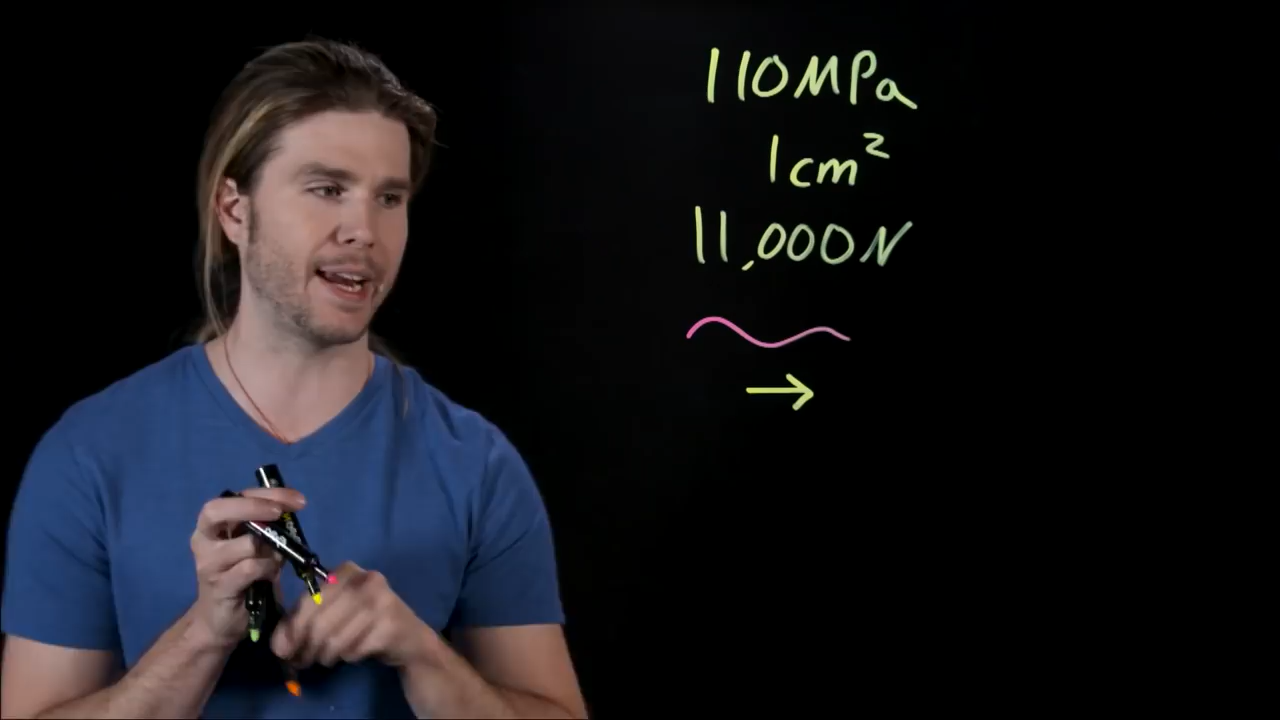 110MPa
1cm²
11,000N
→